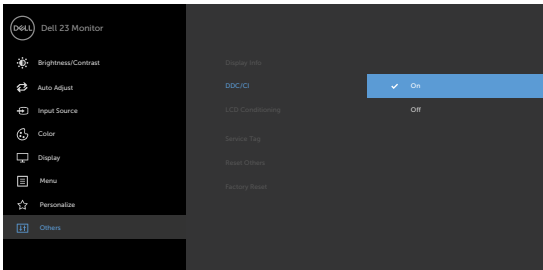 DELL Dell 23 Monitor
Brightness/Contrast
Auto Adjust
Input Source
Color
Display
Menu
Personalize
Others
Display Info
DDC/CI
LCD Conditioning
Service Tag
Reset Others
Factory Reset
On
Off